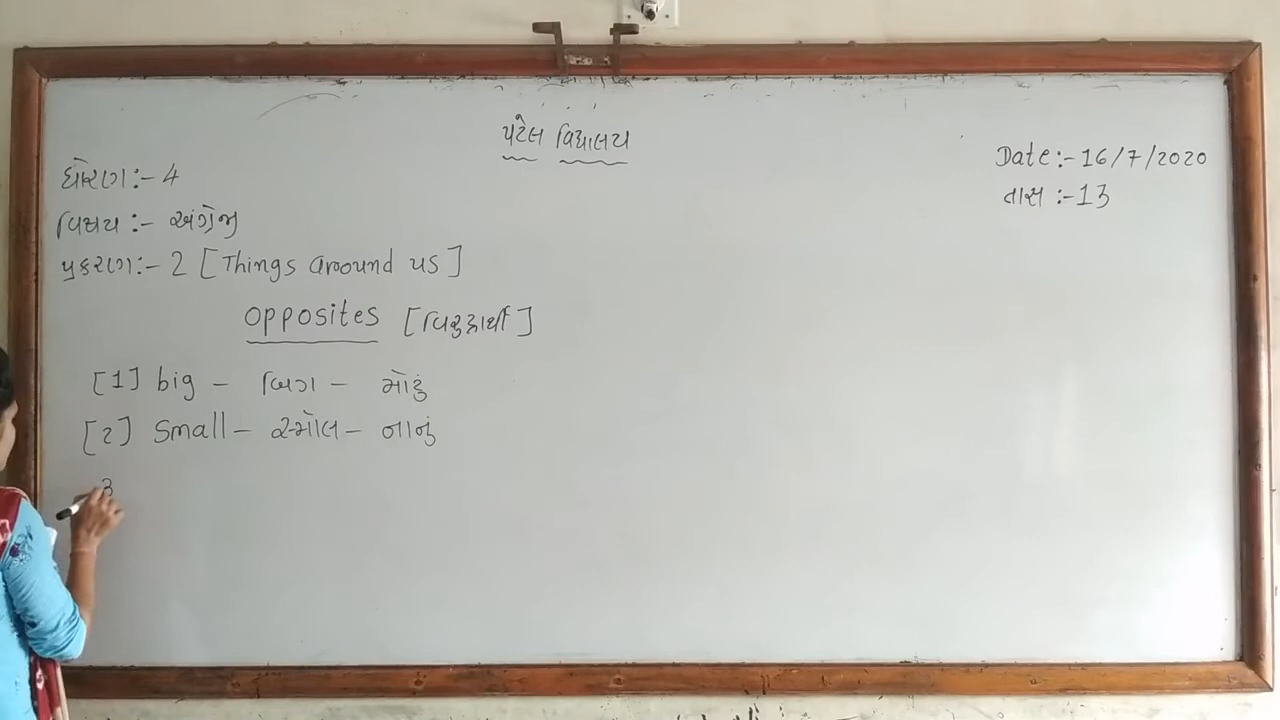 પટેલ વિદ્યાલય
Date :- 16/7/2020
ધોરણ :- 4
તાસ :- 13
વિષય :- અંગ્રેજી
પ્રકરણ :- 2 [Things around us]
opposites [વિરુદ્ધાર્થી]
[1] big - બિગ - મોટું
[2] small - સ્મોલ - નાનું
3